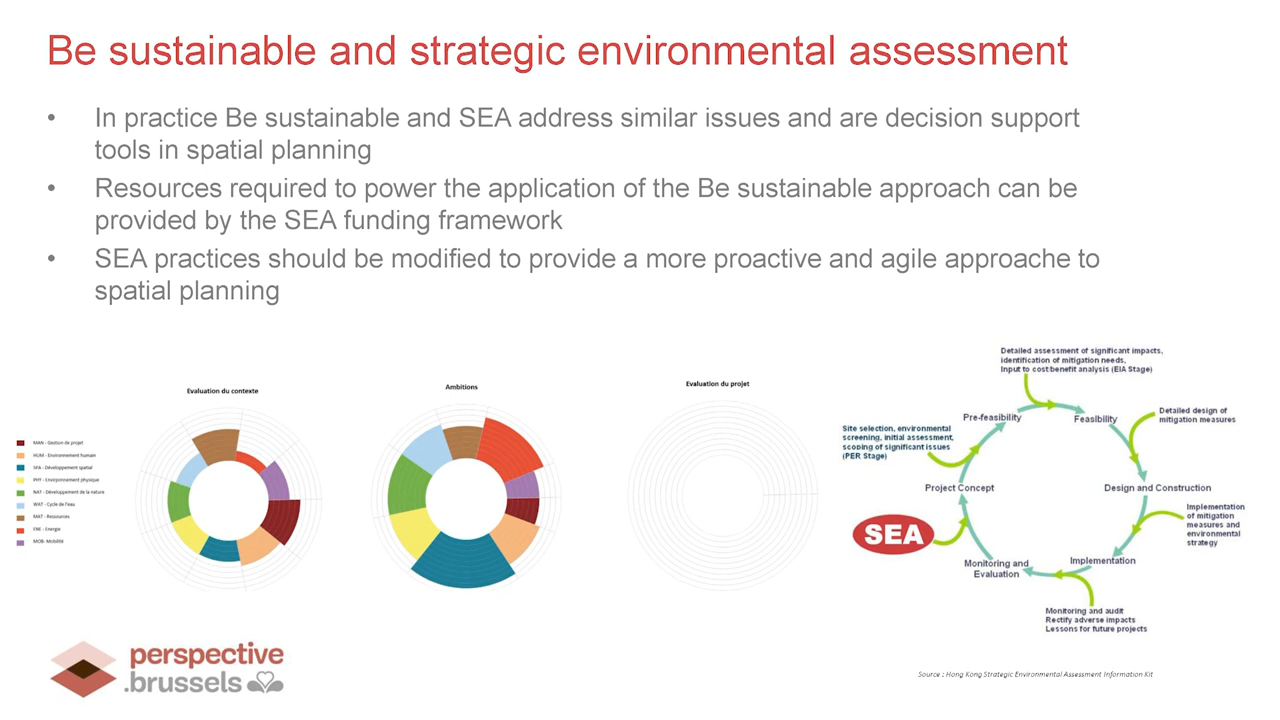 Be sustainable and strategic environmental assessment
• In practice Be sustainable and SEA address similar issues and are decision support
tools in spatial planning
• Resources required to power the application of the Be sustainable approach can be
provided by the SEA funding framework
• SEA practices should be modified to provide a more proactive and agile approache to
spatial planning
Evaluation du contexte
Ambitions
Evaluation du projet
MAN - Gestion de projet
HUM - Environnement humain
SPA - Développement spatial
PHY - Environnement physique
NAT - Développement de la nature
WAT - Cycle de l'eau
MAT - Ressources
ENE - Energie
MOB- Mobilité
Detailed assessment of significant impacts,
identification of mitigation needs,
Input to cost benefit analysis (EIA Stage)
Pre-feasibility
Feasibility
Detailed design of
mitigation measures
Site selection, environmental
screening, initial assessment,
scoping of significant issues
(PER Stage)
Project Concept
Design and Construction
Implementation
of mitigation
measures and
environmental
strategy
SEA
Monitoring and
Evaluation
Implementation
Monitoring and audit
Rectify adverse impacts
Lessons for future projects
perspective
.brussels
Source : Hong Kong Strategic Environmental Assessment Information Kit